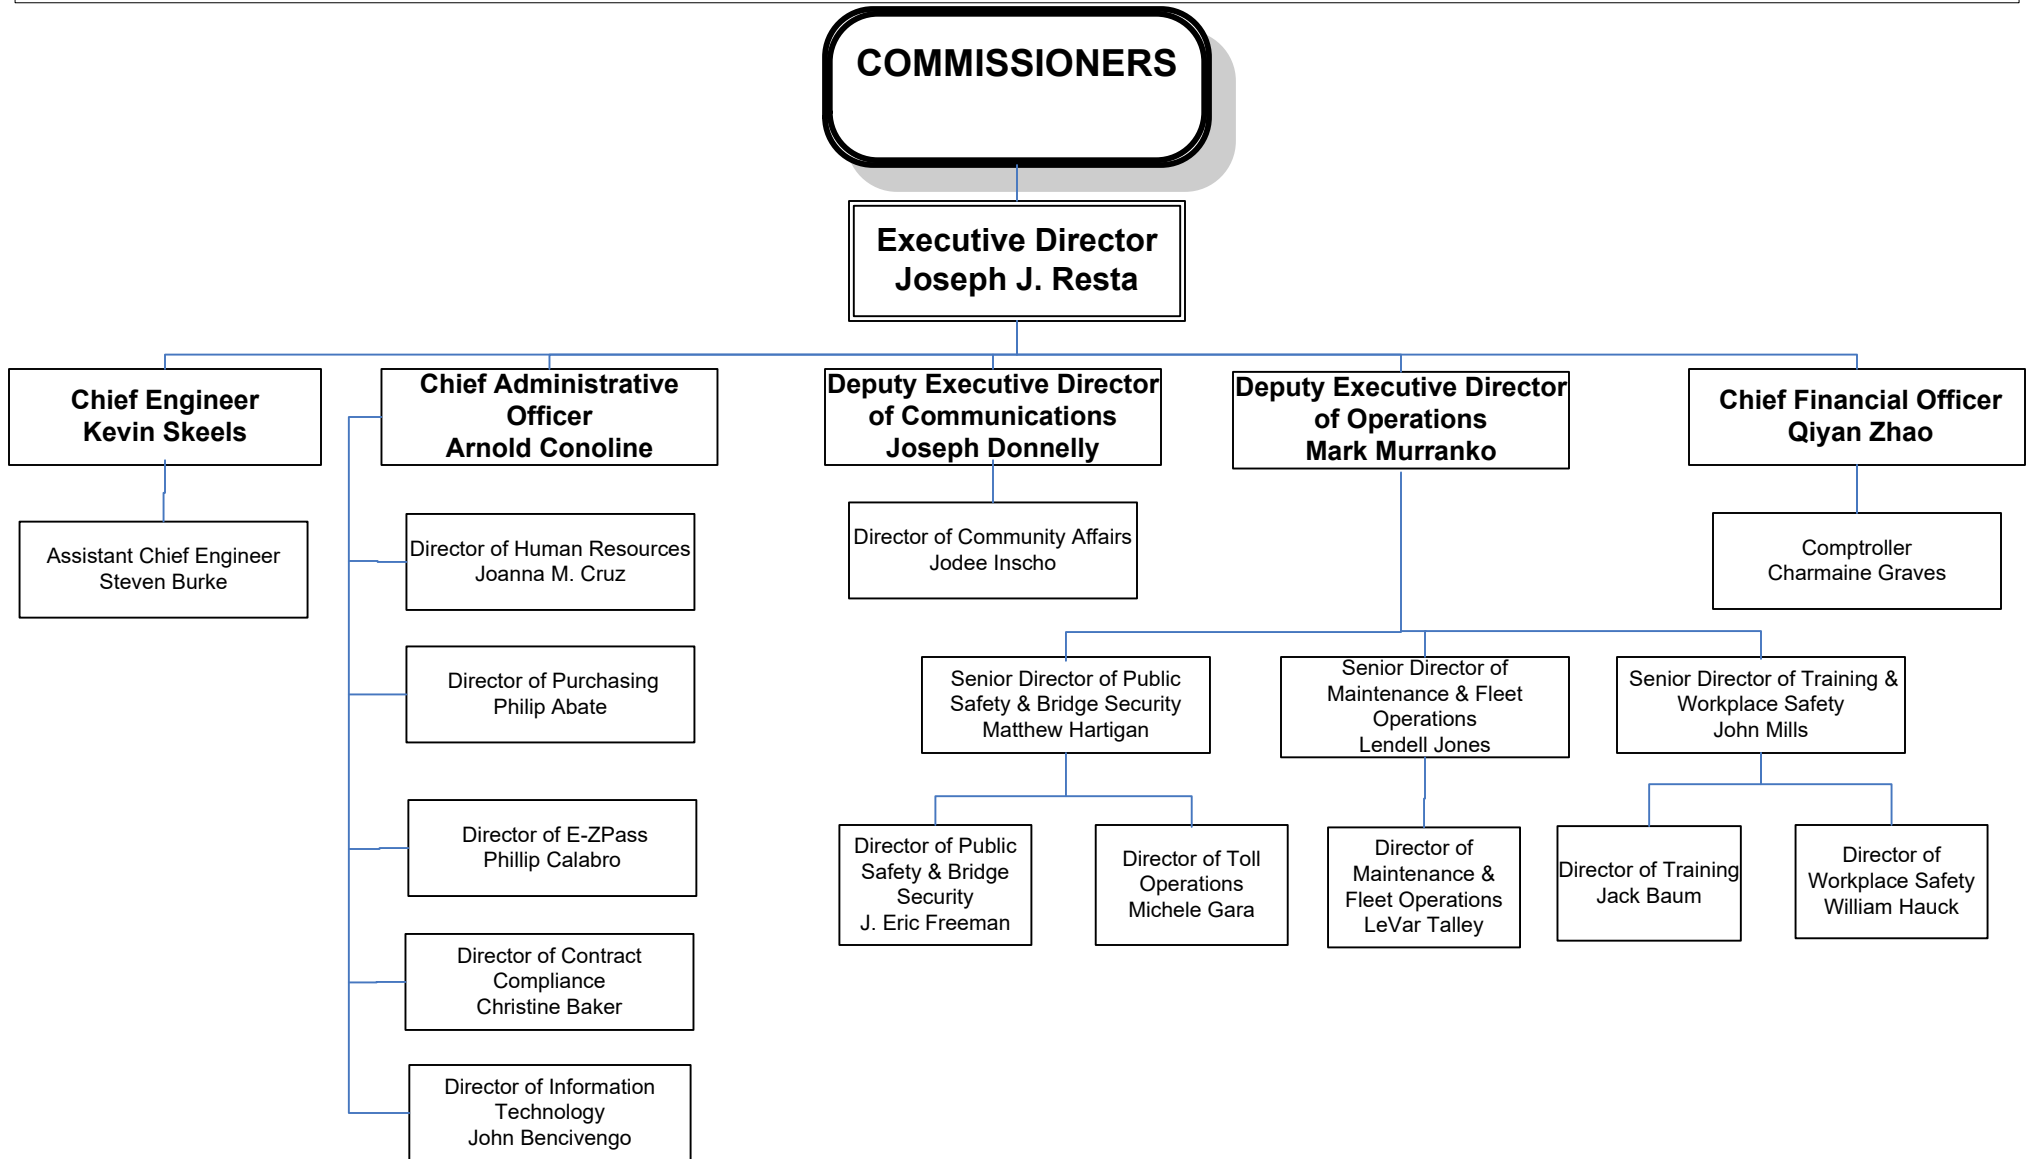 COMMISSIONERS
Executive Director
Joseph J. Resta
Chief Engineer
Kevin Skeels
Chief Administrative
Officer
Arnold Conoline
Deputy Executive Director
of Communications
Joseph Donnelly
Deputy Executive Director
of Operations
Mark Murranko
Chief Financial Officer
Qiyan Zhao
Assistant Chief Engineer
Steven Burke
Director of Human Resources
Joanna M. Cruz
Director of Purchasing
Philip Abate
Director of E-ZPass
Phillip Calabro
Director of Contract
Compliance
Christine Baker
Director of Information
Technology
John Bencivengo
Director of Community Affairs
Jodee Inscho
Comptroller
Charmaine Graves
Senior Director of Public
Safety & Bridge Security
Matthew Hartigan
Senior Director of
Maintenance & Fleet
Operations
Lendell Jones
Senior Director of Training &
Workplace Safety
John Mills
Director of Public
Safety & Bridge
Security
J. Eric Freeman
Director of Toll
Operations
Michele Gara
Director of
Maintenance &
Fleet Operations
LeVar Talley
Director of Training
Jack Baum
Director of
Workplace Safety
William Hauck